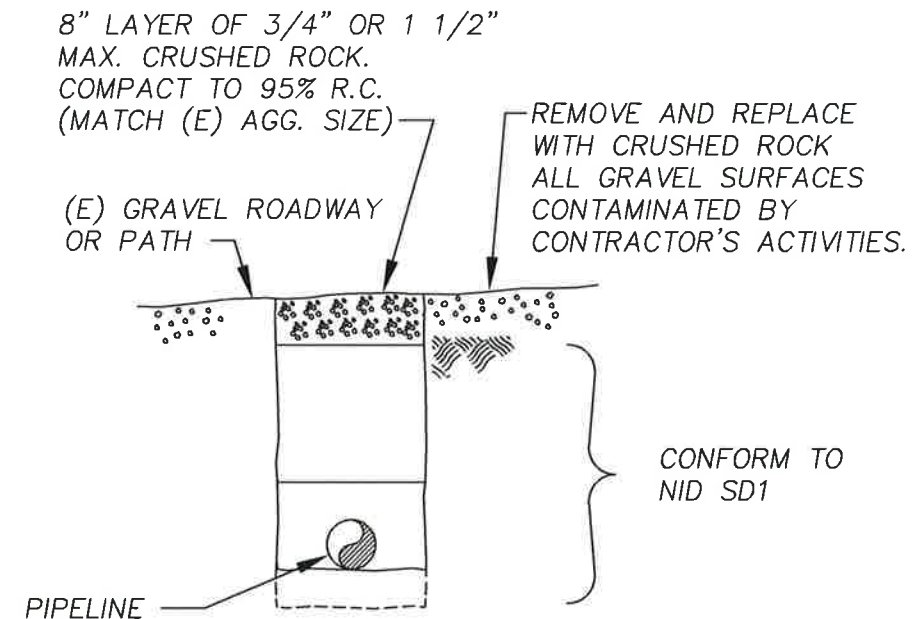 8" LAYER OF 3/4" OR 1 1/2"
MAX. CRUSHED ROCK.
COMPACT TO 95% R.C.
(MATCH (E) AGG. SIZE)
REMOVE AND REPLACE
WITH CRUSHED ROCK
ALL GRAVEL SURFACES
CONTAMINATED BY
CONTRACTOR'S ACTIVITIES.
(E) GRAVEL ROADWAY
OR PATH
CONFORM TO
NID SD1
PIPELINE